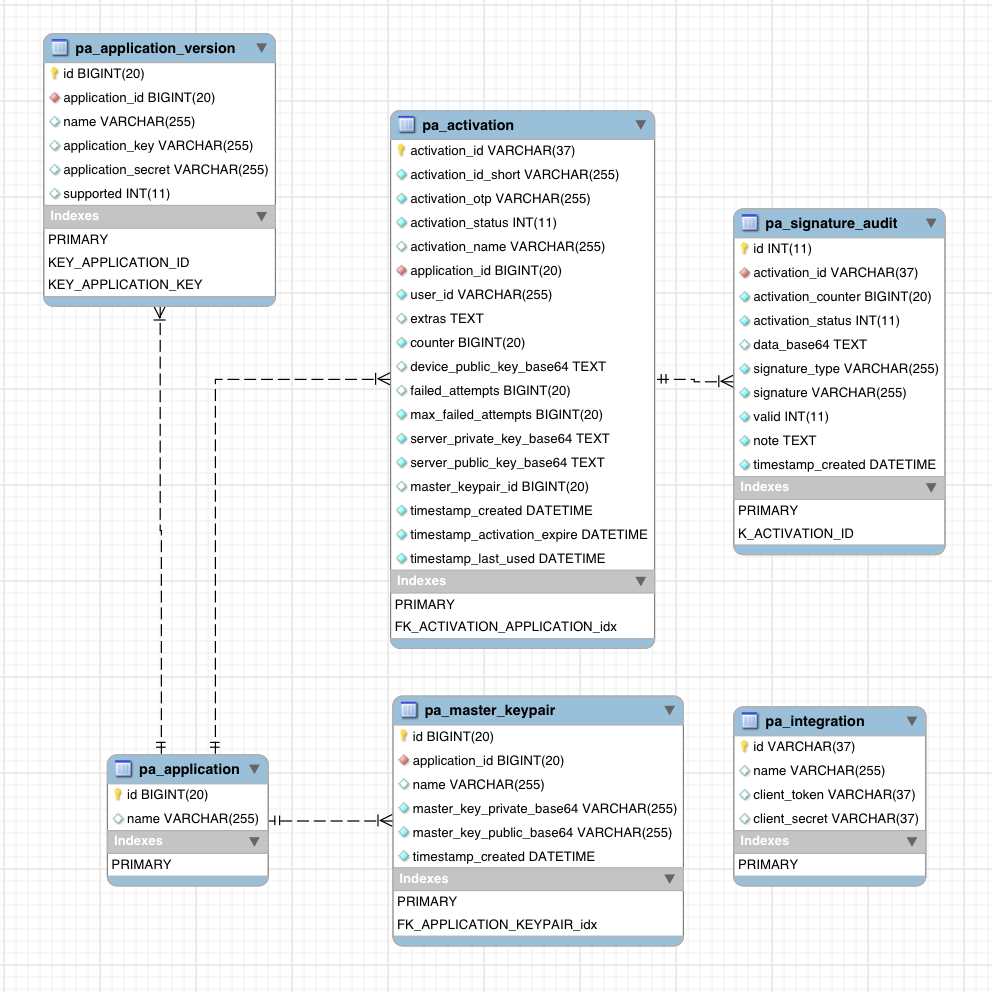 pa_application_version
id BIGINT(20)
application_id BIGINT(20)
name VARCHAR(255)
application_key VARCHAR(255)
application_secret VARCHAR(255)
supported INT(11)
Indexes
PRIMARY
KEY_APPLICATION_ID
KEY_APPLICATION_KEY
pa_activation
activation_id VARCHAR(37)
activation_id_short VARCHAR(255)
activation_otp VARCHAR(255)
activation_status INT(11)
activation_name VARCHAR(255)
application_id BIGINT(20)
user_id VARCHAR(255)
extras TEXT
counter BIGINT(20)
device_public_key_base64 TEXT
failed_attempts BIGINT(20)
max_failed_attempts BIGINT(20)
server_private_key_base64 TEXT
server_public_key_base64 TEXT
master_keypair_id BIGINT(20)
timestamp_created DATETIME
timestamp_activation_expire DATETIME
timestamp_last_used DATETIME
Indexes
PRIMARY
FK_ACTIVATION_APPLICATION_idx
pa_signature_audit
id INT(11)
activation_id VARCHAR(37)
activation_counter BIGINT(20)
activation_status INT(11)
data_base64 TEXT
signature_type VARCHAR(255)
signature VARCHAR(255)
valid INT(11)
note TEXT
timestamp_created DATETIME
Indexes
PRIMARY
K_ACTIVATION_ID
pa_application
id BIGINT(20)
name VARCHAR(255)
Indexes
PRIMARY
pa_master_keypair
id BIGINT(20)
application_id BIGINT(20)
name VARCHAR(255)
master_key_private_base64 VARCHAR(255)
master_key_public_base64 VARCHAR(255)
timestamp_created DATETIME
Indexes
PRIMARY
FK_APPLICATION_KEYPAIR_idx
pa_integration
id VARCHAR(37)
name VARCHAR(255)
client_token VARCHAR(37)
client_secret VARCHAR(37)
Indexes
PRIMARY